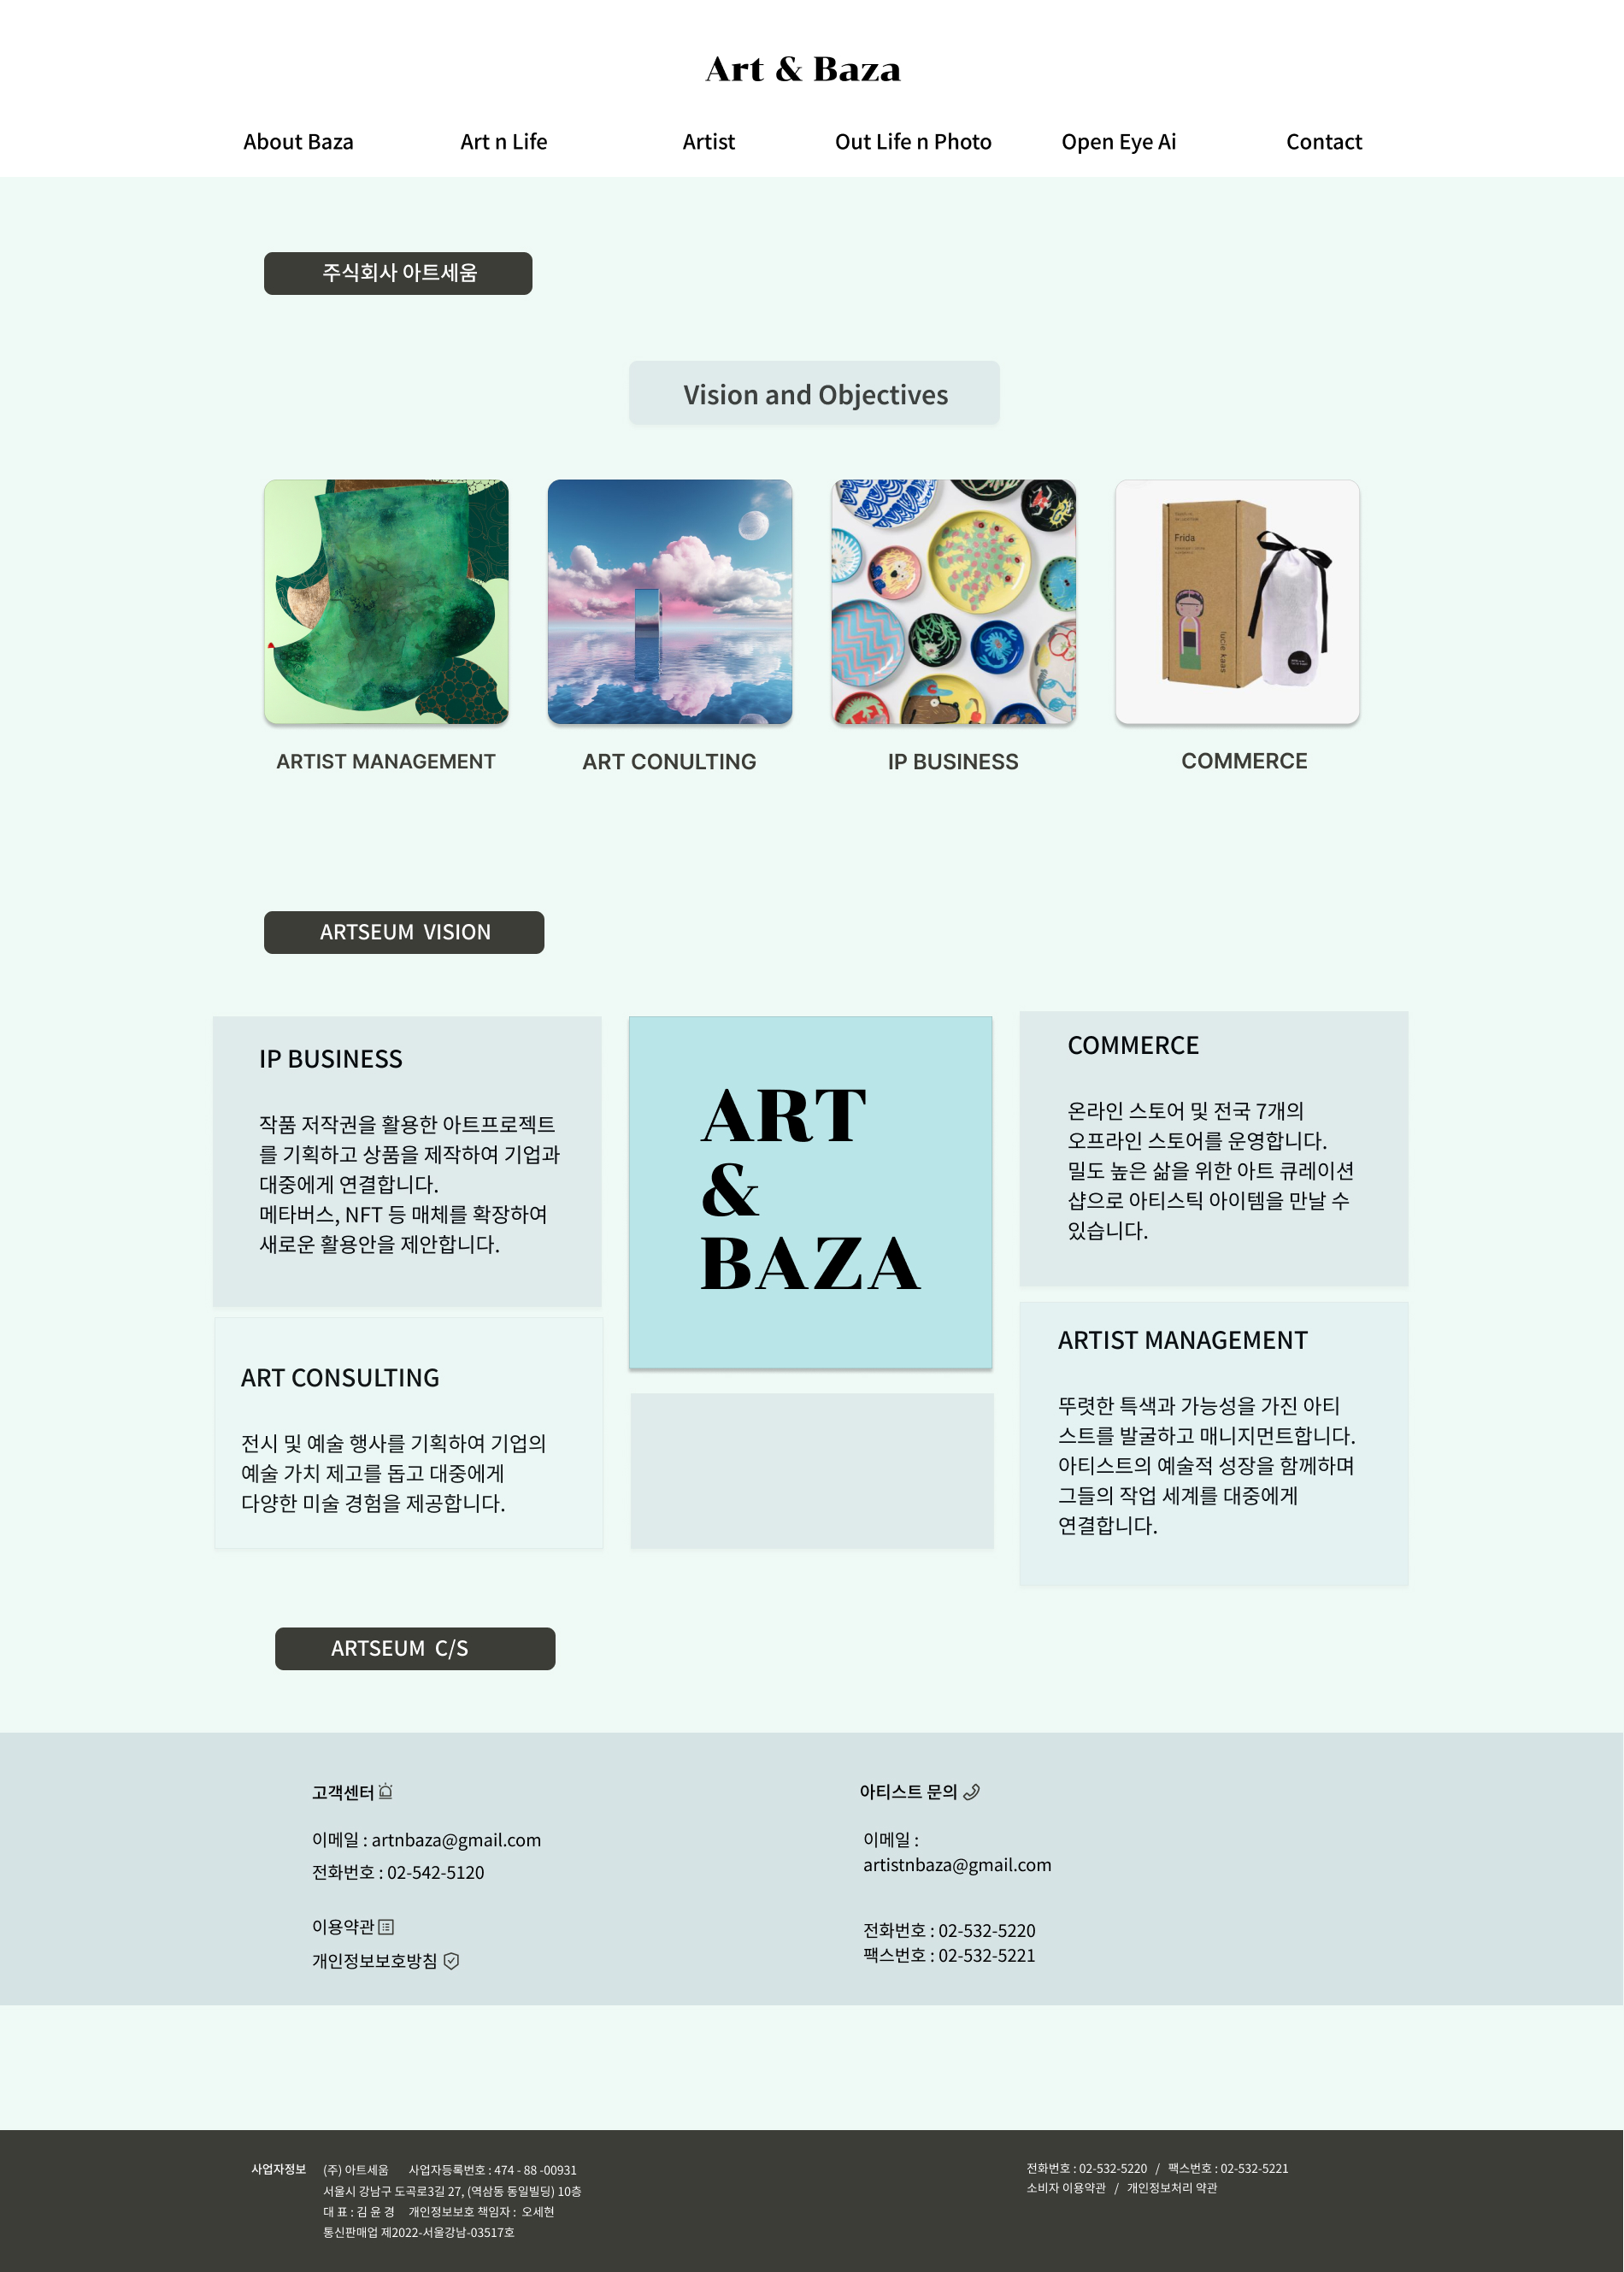 Art & Baza
About Baza
Art n Life
Artist
Out Life n Photo
Open Eye Ai
Contact
주식회사 아트세움
Vision and Objectives
Frida
lucie kaas
ARTIST MANAGEMENT
ART CONULTING
IP BUSINESS
COMMERCE
ARTSEUM VISION
IP BUSINESS
작품 저작권을 활용한 아트프로젝트
를 기획하고 상품을 제작하여 기업과
대중에게 연결합니다.
메타버스, NFT 등 매체를 확장하여
새로운 활용안을 제안합니다.
ART CONSULTING
전시 및 예술 행사를 기획하여 기업의
예술 가치 제고를 돕고 대중에게
다양한 미술 경험을 제공합니다.
ART
&
BAZA
COMMERCE
온라인 스토어 및 전국 7개의
오프라인 스토어를 운영합니다.
밀도 높은 삶을 위한 아트 큐레이션
샵으로 아티스틱 아이템을 만날 수
있습니다.
ARTIST MANAGEMENT
뚜렷한 특색과 가능성을 가진 아티
스트를 발굴하고 매니지먼트합니다.
아티스트의 예술적 성장을 함께하며
그들의 작업 세계를 대중에게
연결합니다.
ARTSEUM C/S
고객센터
이메일 : artnbaza@gmail.com
전화번호 : 02-542-5120
이용약관
개인정보보호방침
아티스트 문의
이메일 :
artistnbaza@gmail.com
전화번호 : 02-532-5220
팩스번호 : 02-532-5221
사업자정보 (주) 아트세움 사업자등록번호 : 474 - 88 -00931
서울시 강남구 도곡로3길 27, (역삼동 동일빌딩) 10층
대 표 : 김 윤 경 개인정보보호 책임자 : 오세현
통신판매업 제2022-서울강남-03517호
전화번호 : 02-532-5220 / 팩스번호 : 02-532-5221
소비자 이용약관 / 개인정보처리 약관